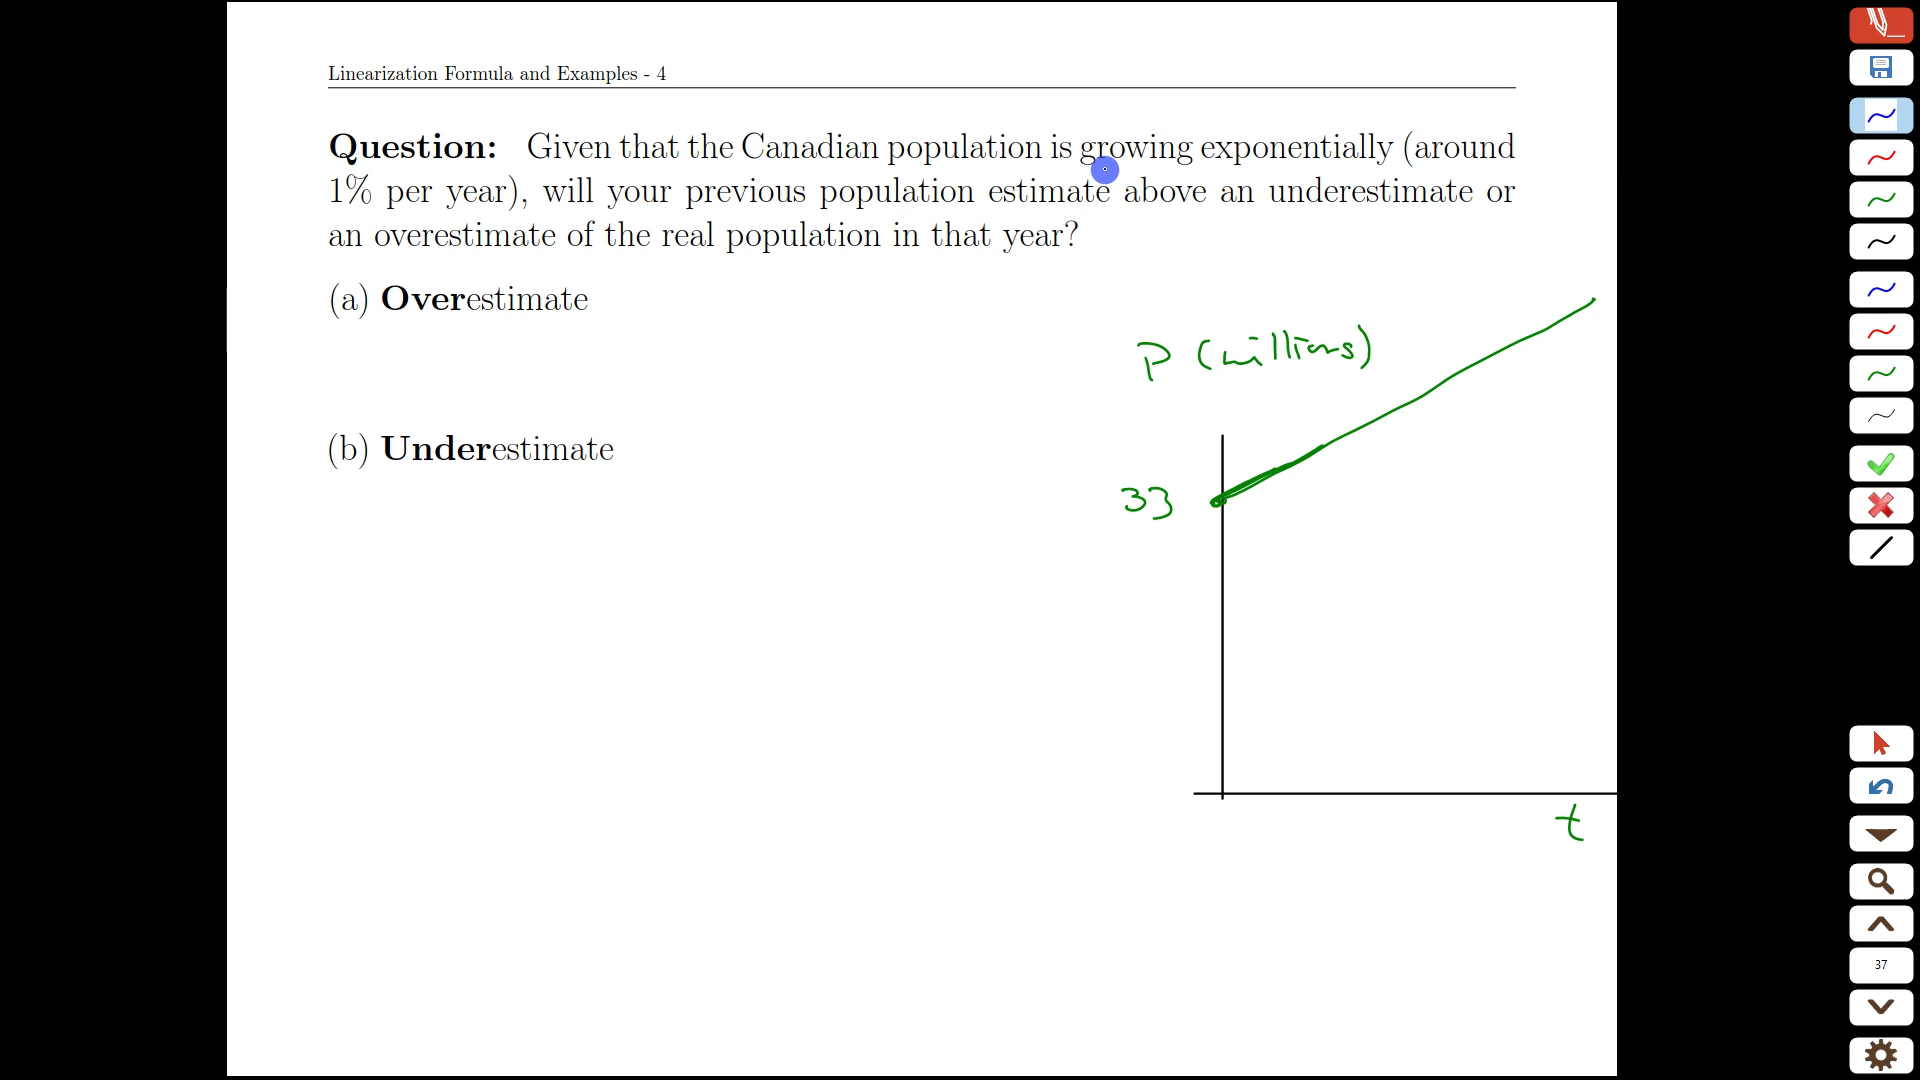 Linearization Formula and Examples - 4
Question: Given that the Canadian population is growing exponentially (around
1% per year), will your previous population estimate above an underestimate or
an overestimate of the real population in that year?
(a) Overestimate
P (millions)
(b) Underestimate
33
t
37